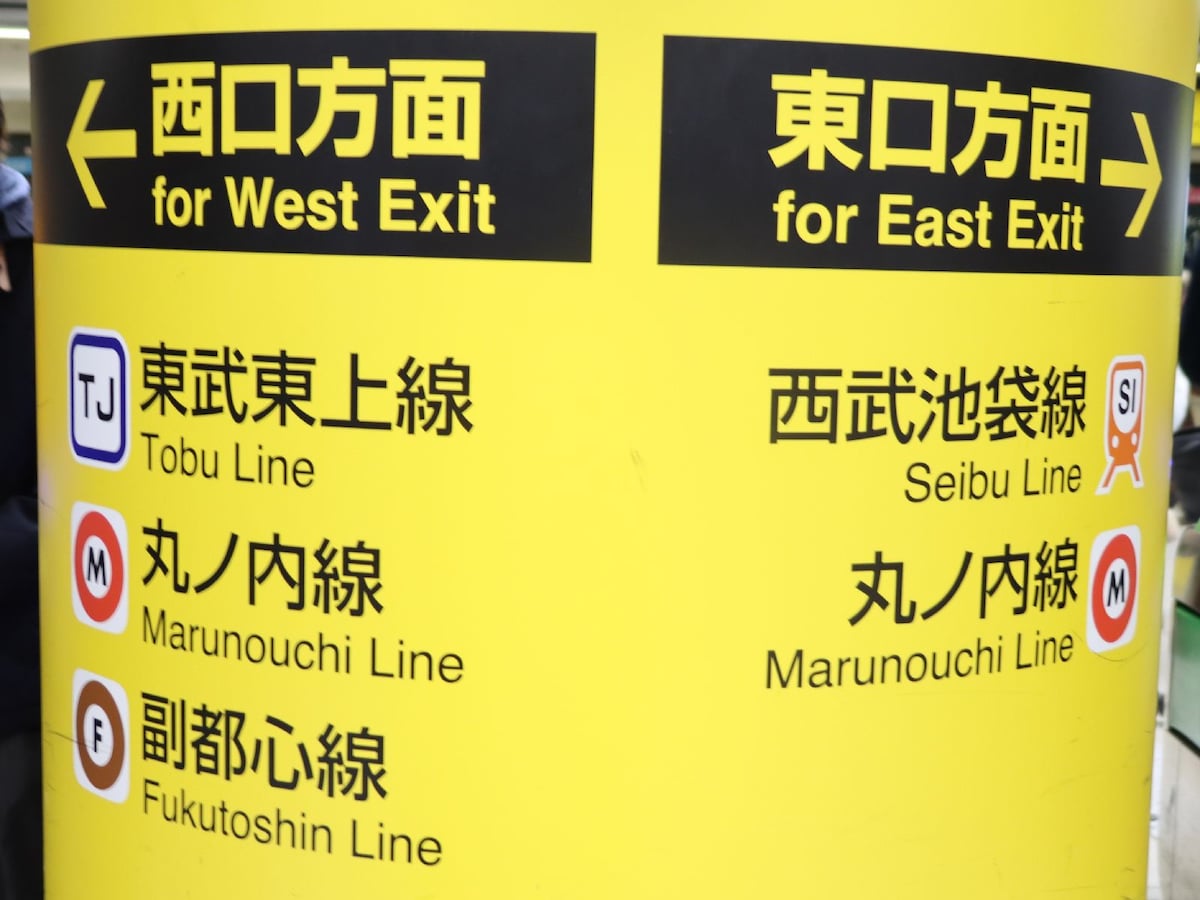 ← 西口方面
for West Exit
TJ 東武東上線
Tobu Line
M 丸ノ内線
Marunouchi Line
F 副都心線
Fukutoshin Line
東口方面 →
for East Exit
西武池袋線 SI
Seibu Line
丸ノ内線 M
Marunouchi Line